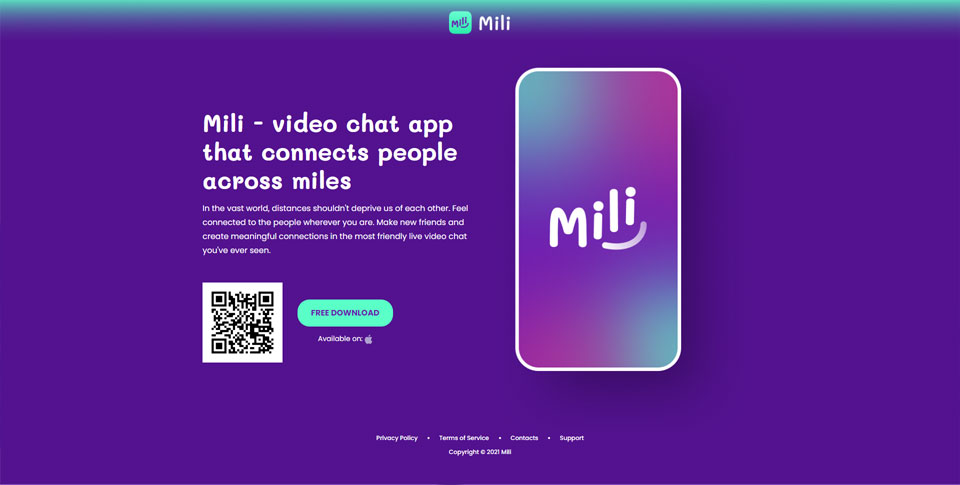 Mili Mili
Mili - video chat app
that connects people
across miles
In the vast world, distances shouldn't deprive us of each other. Feel
connected to the people wherever you are. Make new friends and
create meaningful connections in the most friendly live video chat
you've ever seen.
FREE DOWNLOAD
Available on:
Mili
Privacy Policy • Terms of Service • Contacts • Support
Copyright © 2021 Mili